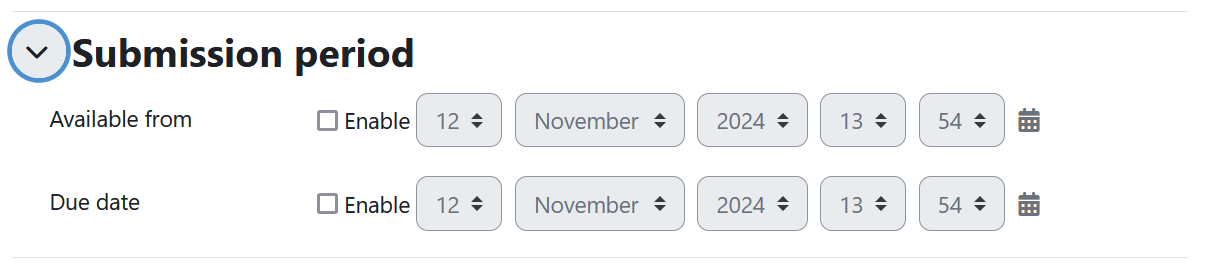 Submission period
Available from Enable 12 November 2024 13 54
Due date Enable 12 November 2024 13 54